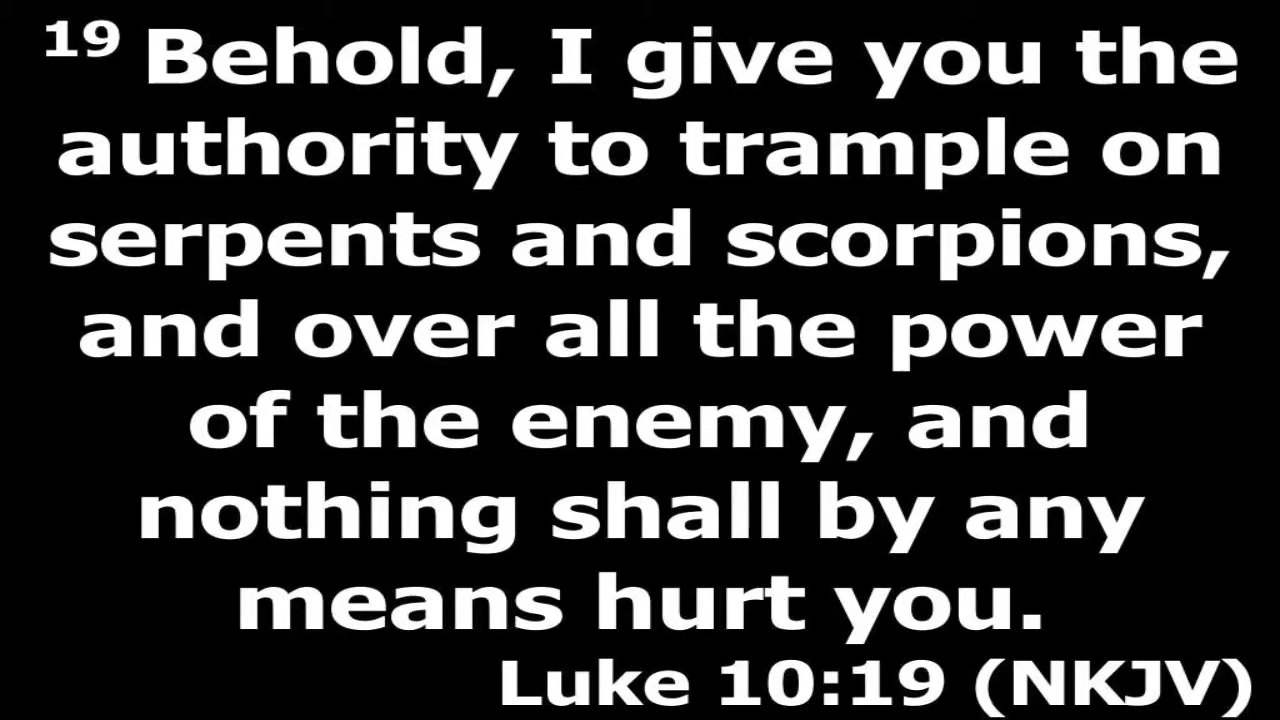 19 Behold, I give you the
authority to trample on
serpents and scorpions,
and over all the power
of the enemy, and
nothing shall by any
means hurt you.
Luke 10:19 (NKJV)